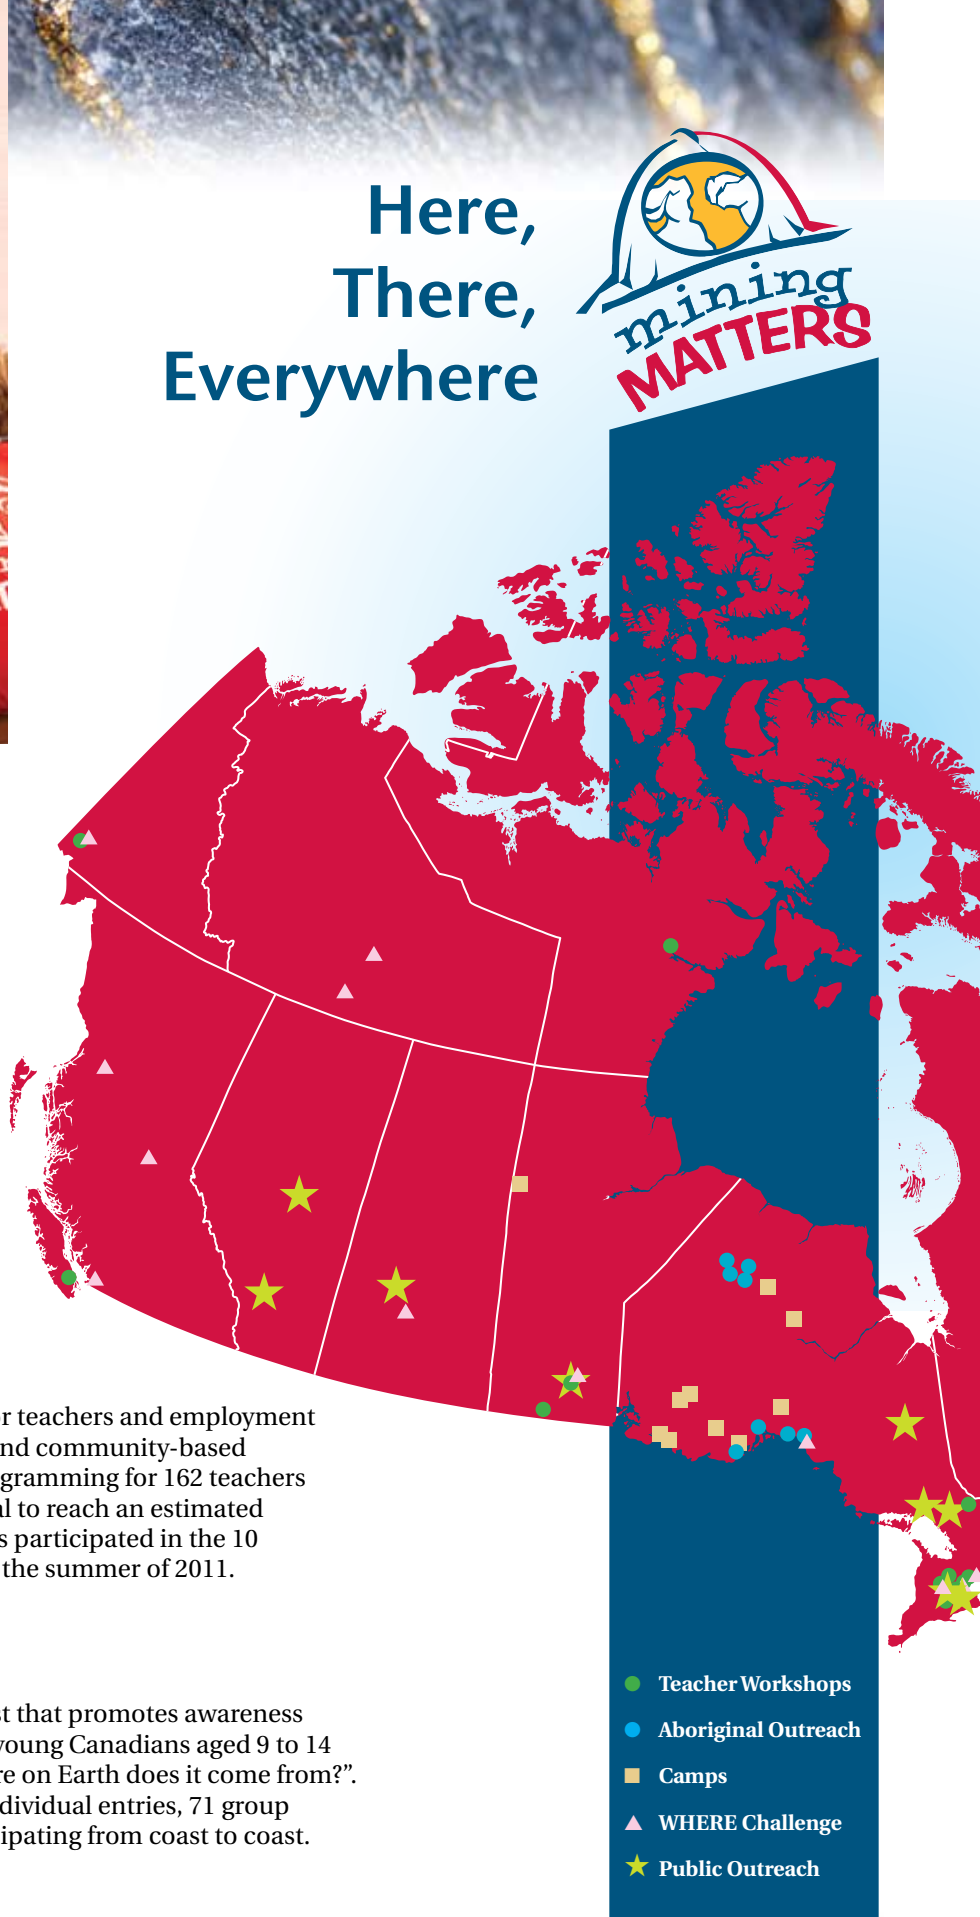 Here,
There,
Everywhere
mining
MATTERS
r teachers and employment
nd community-based
gramming for 162 teachers
al to reach an estimated
s participated in the 10
the summer of 2011.
st that promotes awareness
young Canadians aged 9 to 14
re on Earth does it come from?”.
dividual entries, 71 group
ipating from coast to coast.
Teacher Workshops
Aboriginal Outreach
Camps
WHERE Challenge
Public Outreach